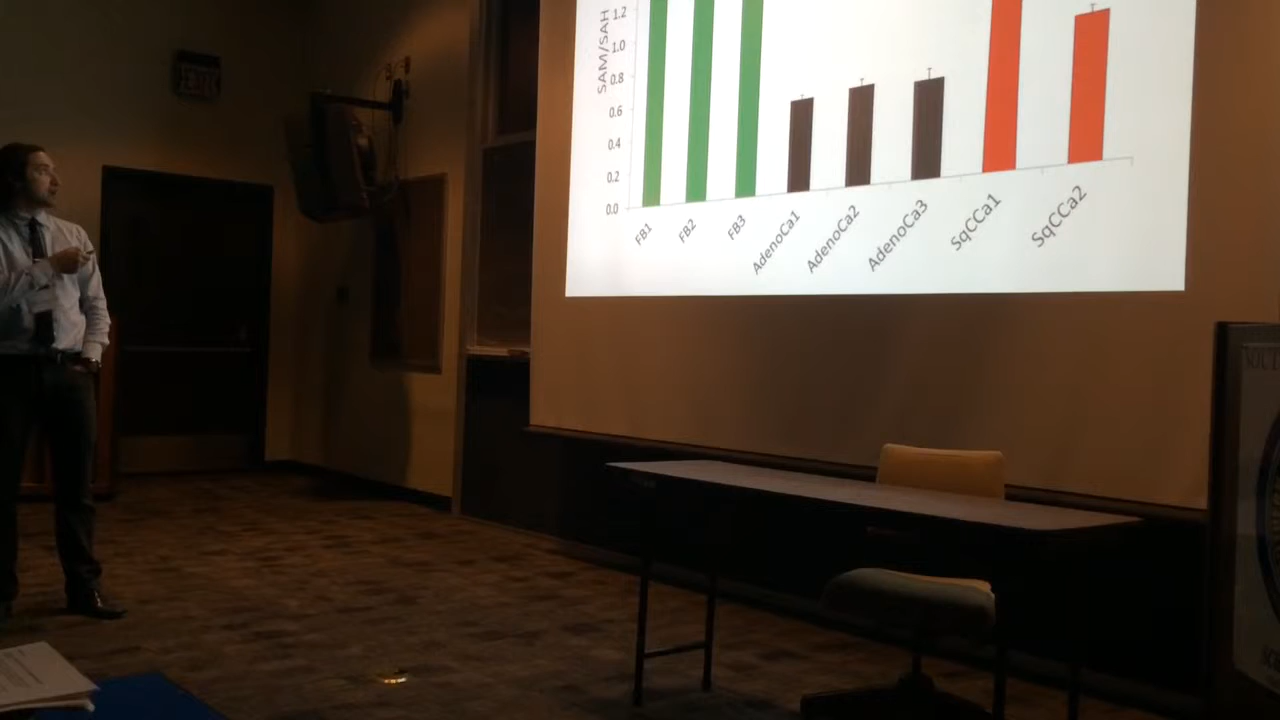 1.2
1.0
0.8
0.6
0.4
0.2
0.0
SAM/SAH
FB1
FB2
FB3
AdenoCa1
AdenoCa2
AdenoCa3
SqCCa1
SqCCa2